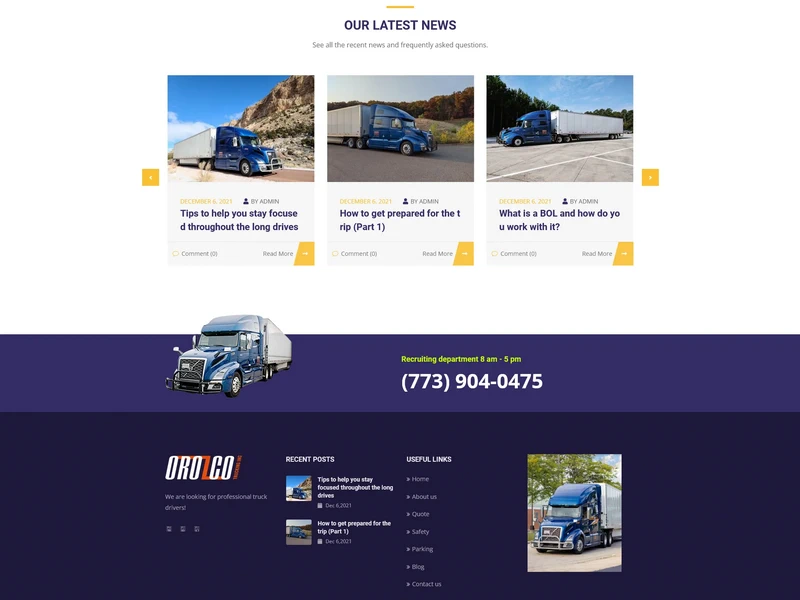 OUR LATEST NEWS
See all the recent news and frequently asked questions.
DECEMBER 6, 2021 BY ADMIN
Tips to help you stay focuse
d throughout the long drives
Comment (0) Read More
DECEMBER 6, 2021 BY ADMIN
How to get prepared for the t
rip (Part 1)
Comment (0) Read More
DECEMBER 6, 2021 BY ADMIN
What is a BOL and how do yo
u work with it?
Comment (0) Read More
Recruiting department 8 am - 5 pm
(773) 904-0475
OROZCO
We are looking for professional truck
drivers!
RECENT POSTS
Tips to help you stay
focused throughout the long
drives
Dec 6,2021
How to get prepared for the
trip (Part 1)
Dec 6,2021
USEFUL LINKS
Home
About us
Quote
Safety
Parking
Blog
Contact us